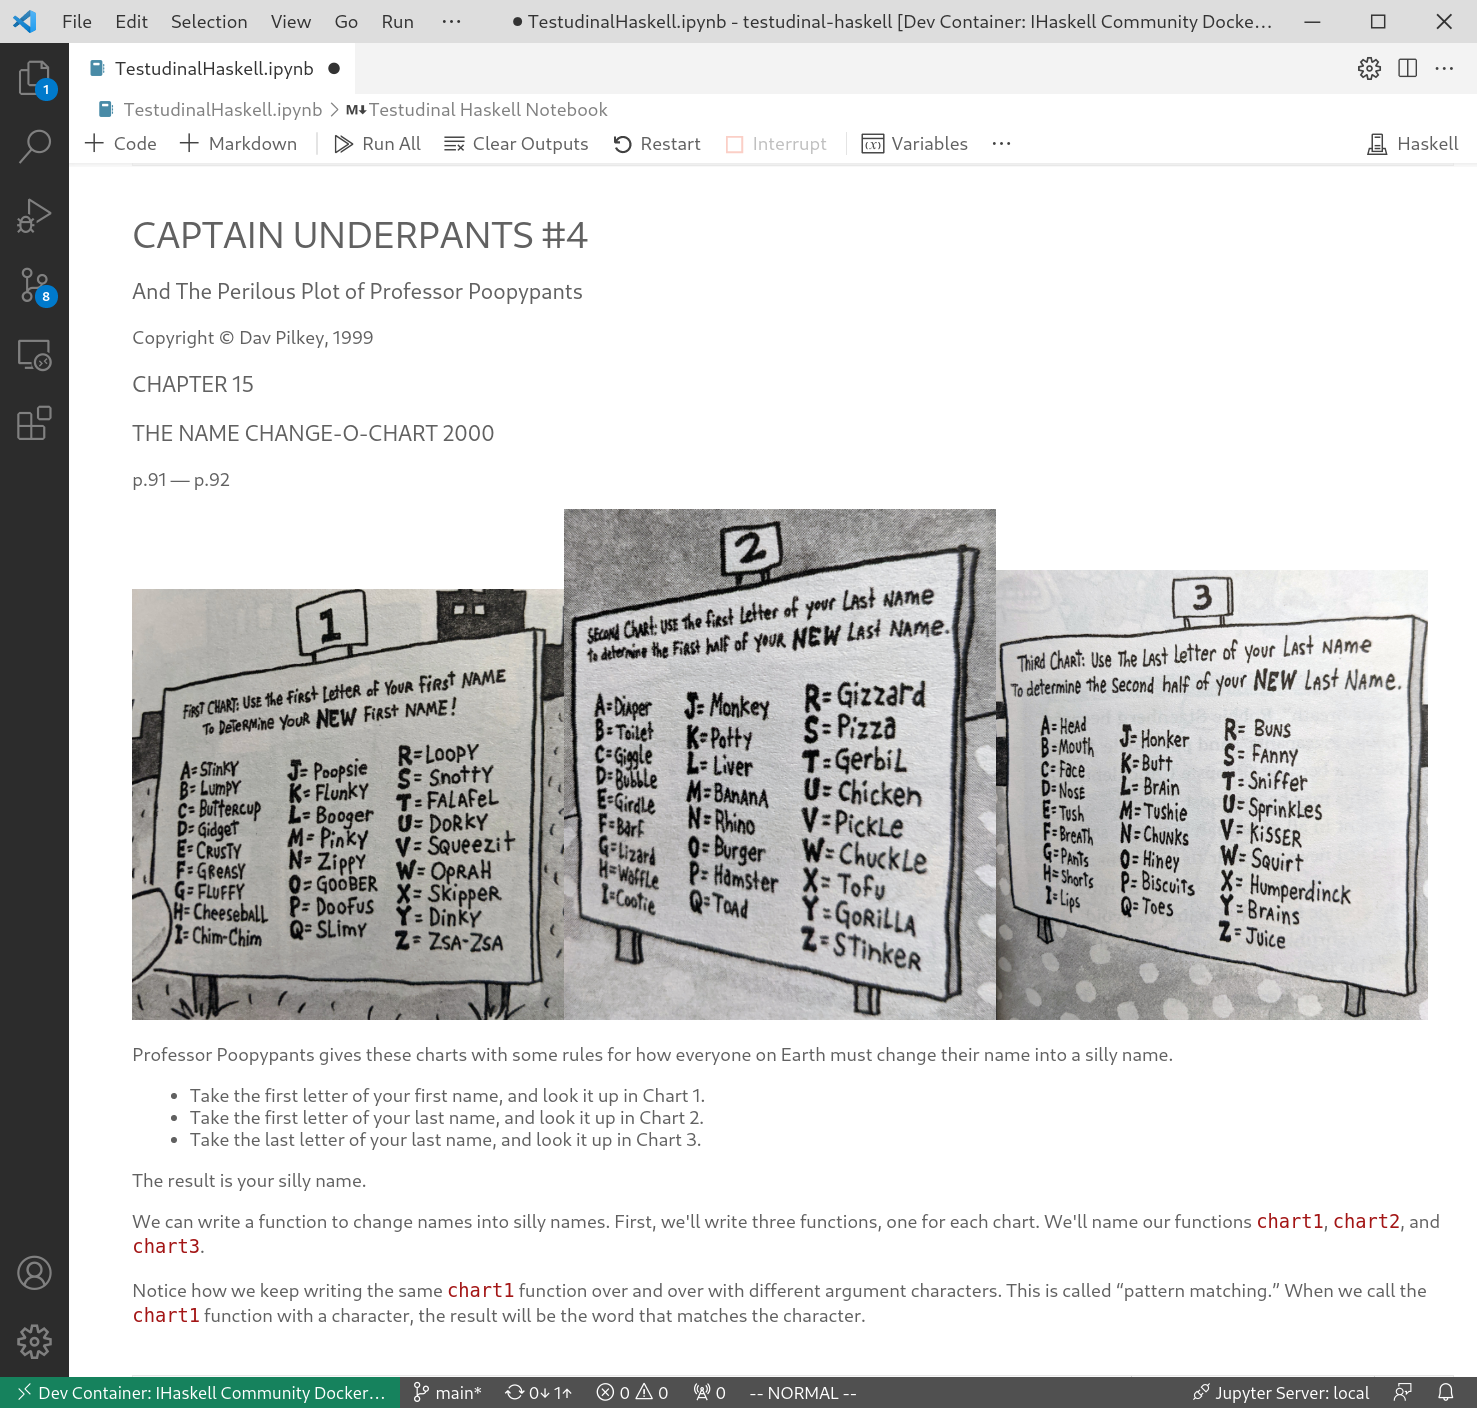 File Edit Selection View Go Run ··· ● TestudinalHaskell.ipynb - testudinal-haskell [Dev Container: IHaskell Community Docke...
TestudinalHaskell.ipynb ●
TestudinalHaskell.ipynb > M↓ Testudinal Haskell Notebook
+ Code + Markdown Run All Clear Outputs Restart Interrupt Variables ··· Haskell
1
8
CAPTAIN UNDERPANTS #4
And The Perilous Plot of Professor Poopypants
Copyright © Dav Pilkey, 1999
CHAPTER 15
THE NAME CHANGE-O-CHART 2000
p.91 — p.92
1
FIRST CHART: USE the FIRST Letter of Your FIRST NAME
To Determine Your NEW FIRST NAME!
A=Stinky
B=Lumpy
C=Buttercup
D=Gidget
E=Crusty
F=Greasy
G=Fluffy
H=Cheeseball
I=Chim-Chim
J=Poopsie
K=Flunky
L=Booger
M=Pinky
N=Zippy
O=Goober
P=Doofus
Q=Slimy
R=Loopy
S=Snotty
T=Falafel
U=Dorky
V=Squeezit
W=Oprah
X=Skipper
Y=Dinky
Z=Zsa-Zsa
2
Second Chart: Use the first Letter of your Last Name
To determine the First half of your NEW Last Name.
A=Diaper
B=Toilet
C=Giggle
D=Bubble
E=Girdle
F=Barf
G=Lizard
H=Waffle
I=Cootie
J=Monkey
K=Potty
L=Liver
M=Banana
N=Rhino
O=Burger
P=Hamster
Q=Toad
R=Gizzard
S=Pizza
T=Gerbil
U=Chicken
V=Pickle
W=Chuckle
X=Tofu
Y=Gorilla
Z=Stinker
3
Third Chart: Use The Last Letter of your Last Name
To determine the Second half of your NEW Last Name.
A=Head
B=Mouth
C=Face
D=Nose
E=Tush
F=Breath
G=Pants
H=Shorts
I=Lips
J=Honker
K=Butt
L=Brain
M=Tushie
N=Chunks
O=Hiney
P=Biscuits
Q=Toes
R=Buns
S=Fanny
T=Sniffer
U=Sprinkles
V=Kisser
W=Squirt
X=Humperdinck
Y=Brains
Z=Juice
Professor Poopypants gives these charts with some rules for how everyone on Earth must change their name into a silly name.
• Take the first letter of your first name, and look it up in Chart 1.
• Take the first letter of your last name, and look it up in Chart 2.
• Take the last letter of your last name, and look it up in Chart 3.
The result is your silly name.
We can write a function to change names into silly names. First, we'll write three functions, one for each chart. We'll name our functions chart1, chart2, and
chart3.
Notice how we keep writing the same chart1 function over and over with different argument characters. This is called “pattern matching.” When we call the
chart1 function with a character, the result will be the word that matches the character.
Dev Container: IHaskell Community Docker... main* 0↓ 1↑ 0 0 0 -- NORMAL -- Jupyter Server: local